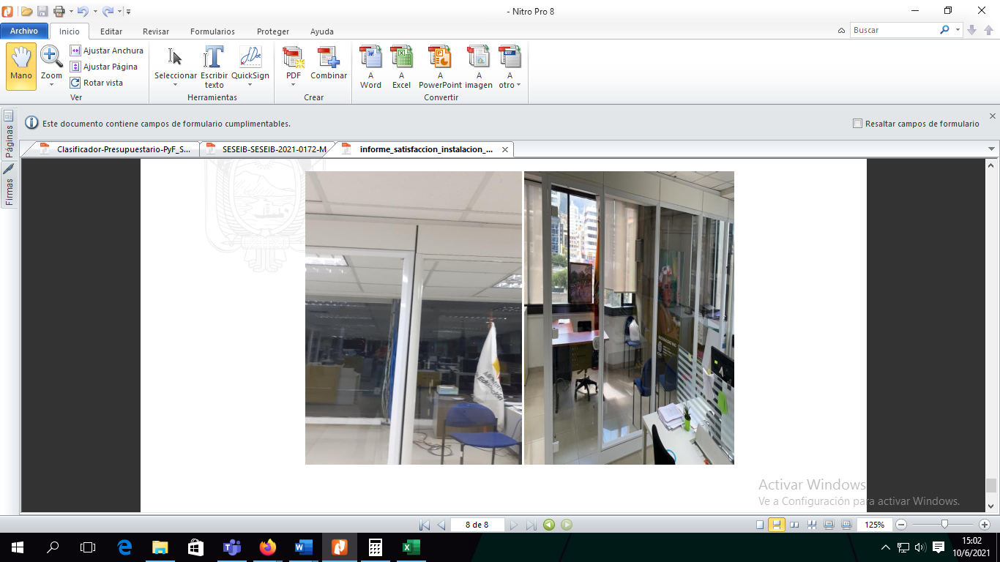 - Nitro Pro 8
Archivo Inicio Editar Revisar Formularios Proteger Ayuda
Buscar
Mano
Zoom
Ajustar Anchura
Ajustar Página
Rotar vista
Ver
Seleccionar
Escribir texto
QuickSign
Herramientas
PDF
Combinar
Crear
A Word
A Excel
A PowerPoint
A imagen
A otro
Convertir
Este documento contiene campos de formulario cumplimentables.
Resaltar campos de formulario
Páginas
Firmas
Clasificador-Presupuestario-PyF_S...
SESEIB-SESEIB-2021-0172-M
informe_satisfaccion_instalacion_...
Activar Windows
Ve a Configuración para activar Windows.
8 de 8
125%
15:02
10/6/2021